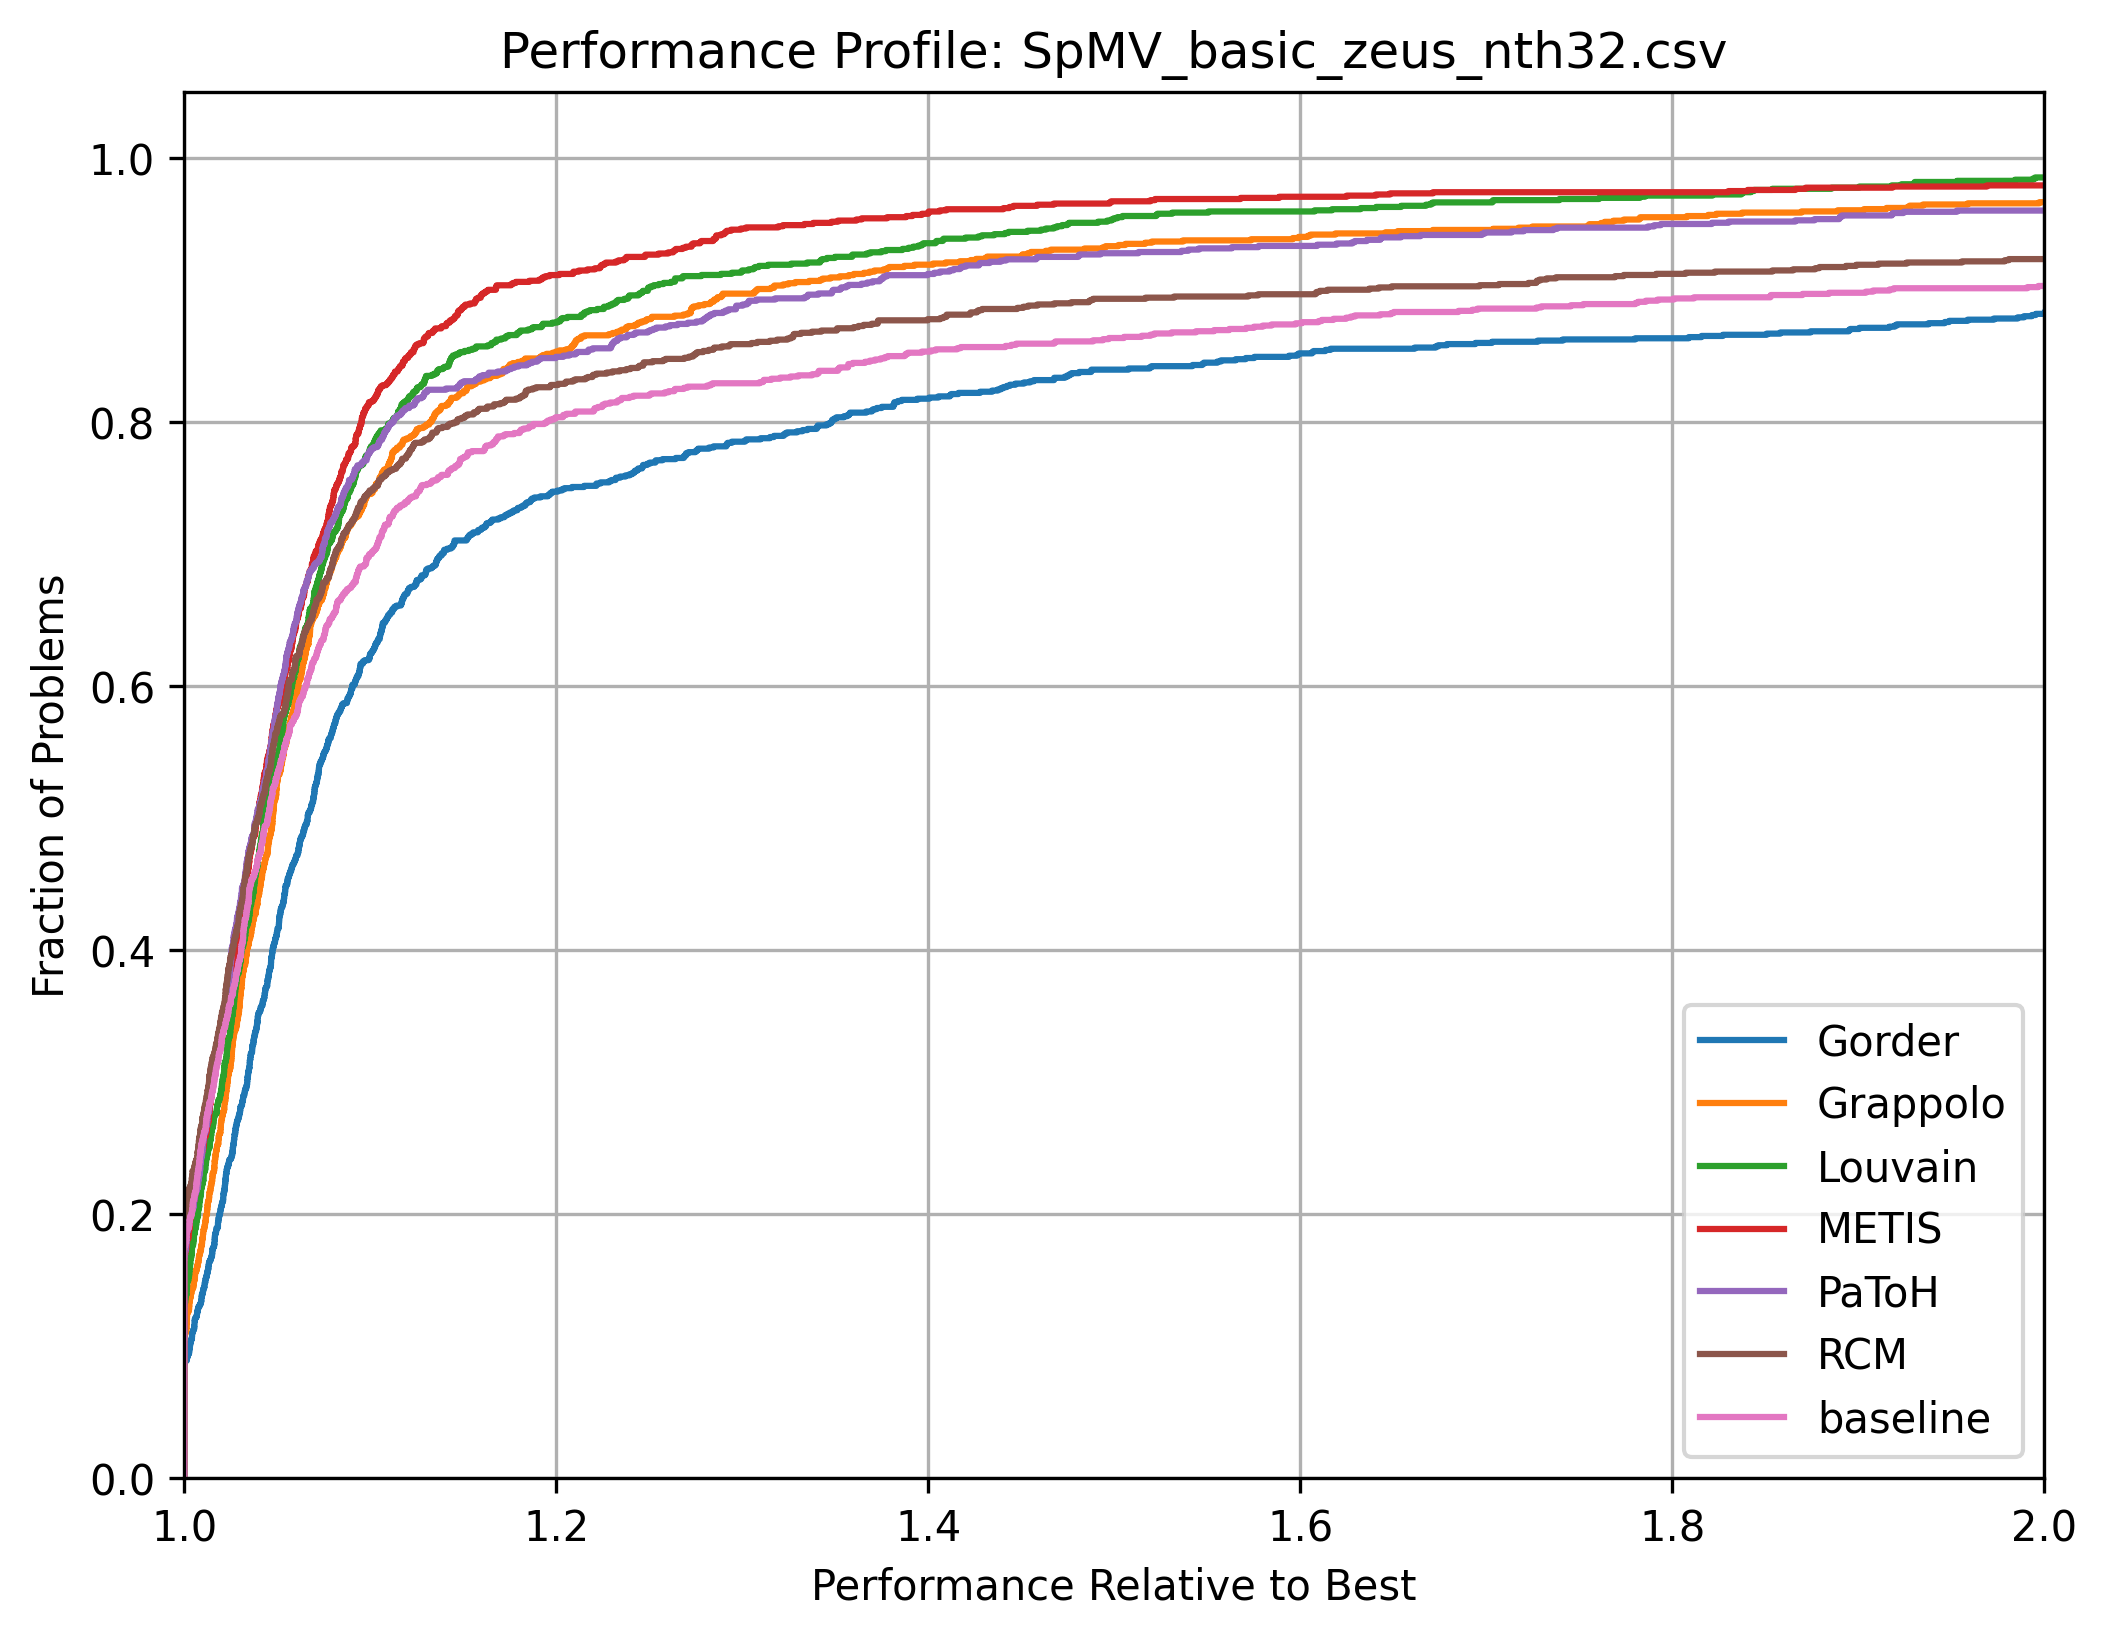 Performance Profile: SpMV_basic_zeus_nth32.csv
Fraction of Problems
1.0
0.8
0.6
0.4
0.2
0.0
1.0 1.2 1.4 1.6 1.8 2.0
Performance Relative to Best
Gorder
Grappolo
Louvain
METIS
PaToH
RCM
baseline